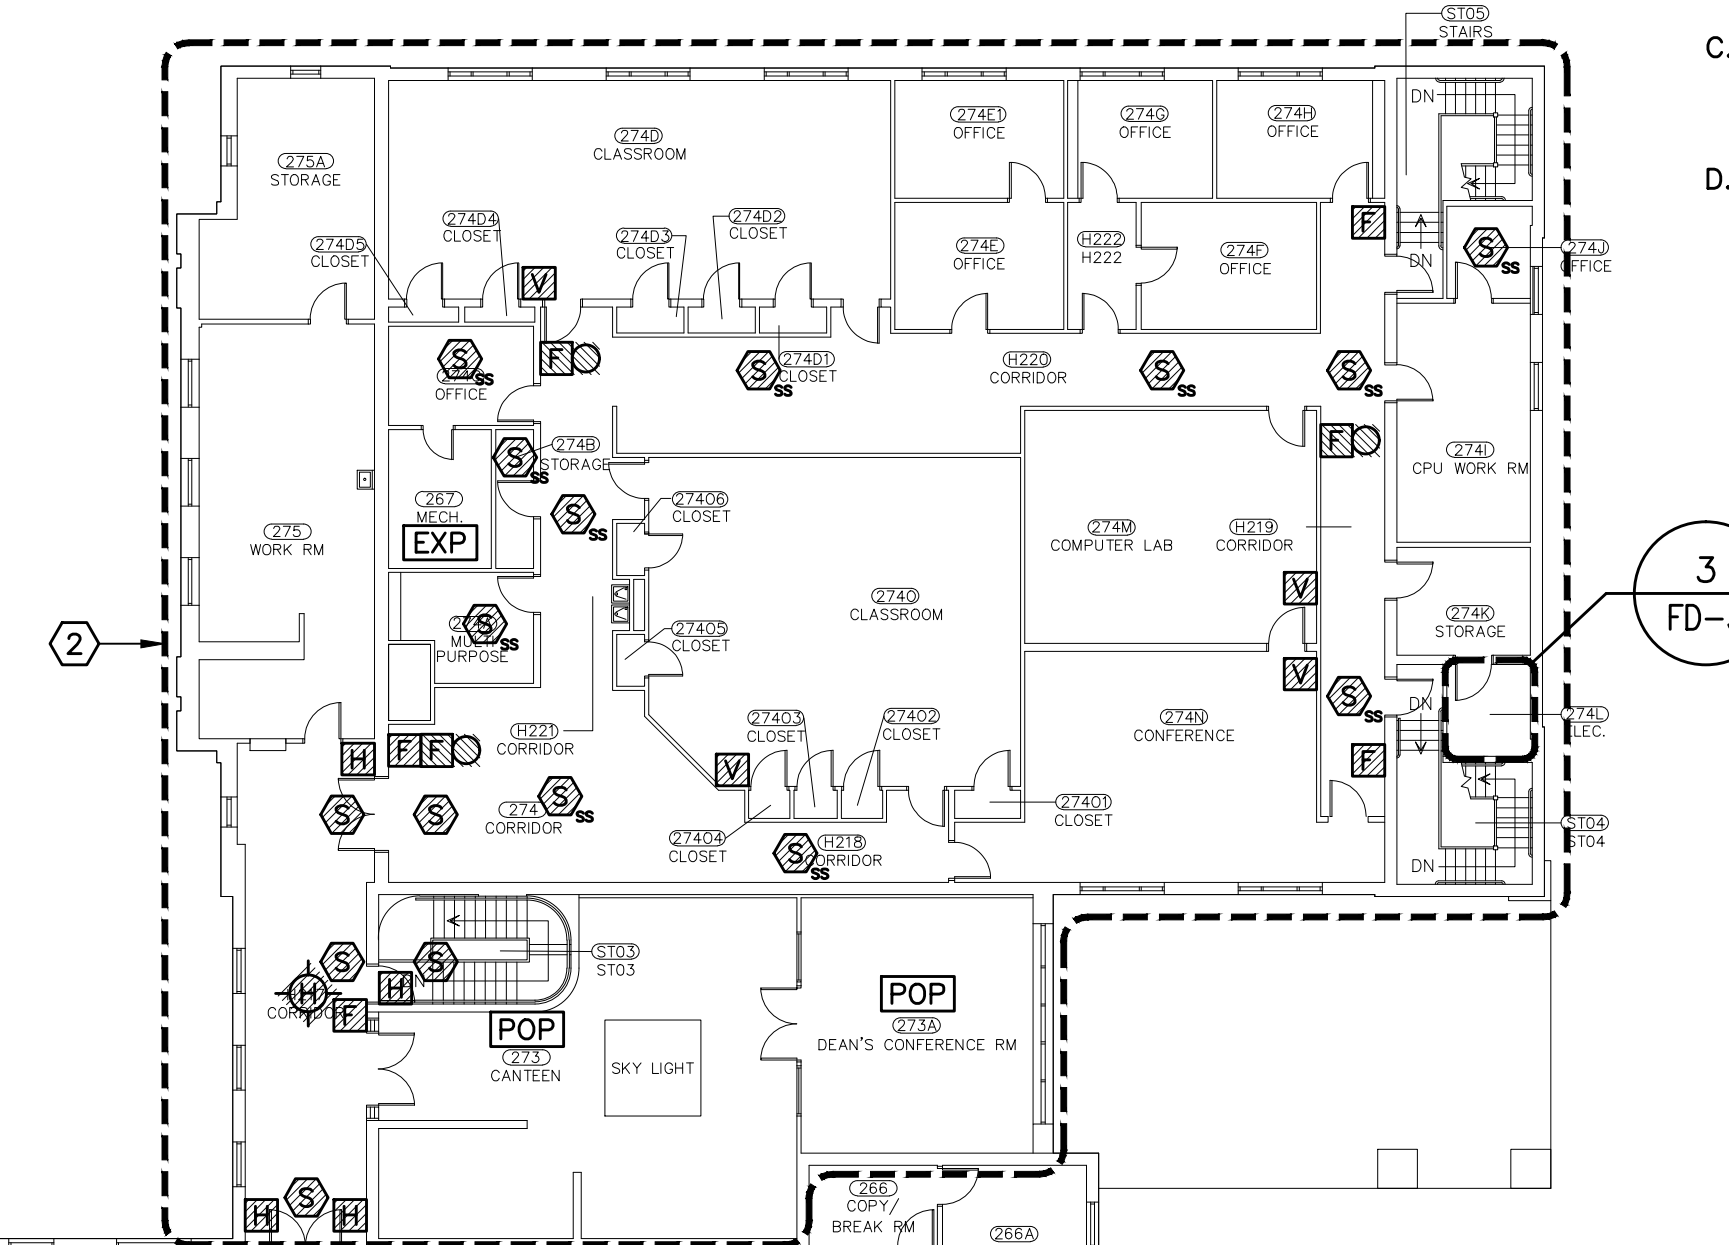 ST05
STAIRS
C.
DN
274E1
OFFICE
274G
OFFICE
274H
OFFICE
274D
CLASSROOM
275A
STORAGE
D.
274D4
CLOSET
274D2
CLOSET
274D3
CLOSET
274D5
CLOSET
F
H222
H222
274E
OFFICE
274F
OFFICE
DN
S
SS
274J
OFFICE
V
S
SS
OFFICE
F
S
SS
274D1
CLOSET
H220
CORRIDOR
S
SS
S
SS
F
274B
STORAGE
S
SS
274I
CPU WORK RM
267
MECH.
EXP
S
SS
27406
CLOSET
275
WORK RM
274M
COMPUTER LAB
H219
CORRIDOR
3
FD-
V
2740
CLASSROOM
274K
STORAGE
2
S
SS
MULTI
PURPOSE
27405
CLOSET
V
S
SS
DN
274L
ELEC.
H221
CORRIDOR
27403
CLOSET
27402
CLOSET
274N
CONFERENCE
H
F
F
V
F
S
S
S
SS
274
CORRIDOR
27401
CLOSET
27404
CLOSET
S
SS
H218
CORRIDOR
ST04
ST04
DN
S
S
ST03
ST03
DN
H
H
F
CORRIDOR
POP
273
CANTEEN
SKY LIGHT
POP
273A
DEAN'S CONFERENCE RM
S
H
H
266
COPY/
BREAK RM
266A